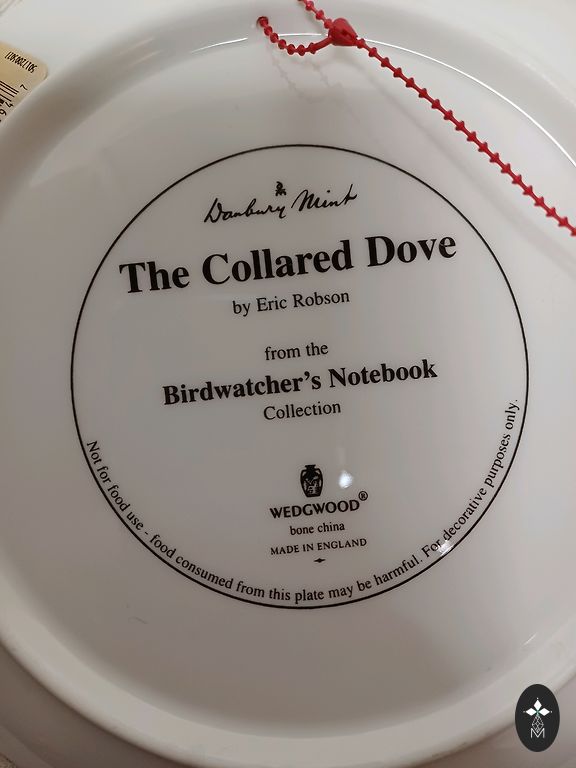 Danbury Mint
The Collared Dove
by Eric Robson
from the
Birdwatcher's Notebook
Collection
WEDGWOOD®
bone china
MADE IN ENGLAND
Not for food use - food consumed from this plate may be harmful. For decorative purposes only.
M